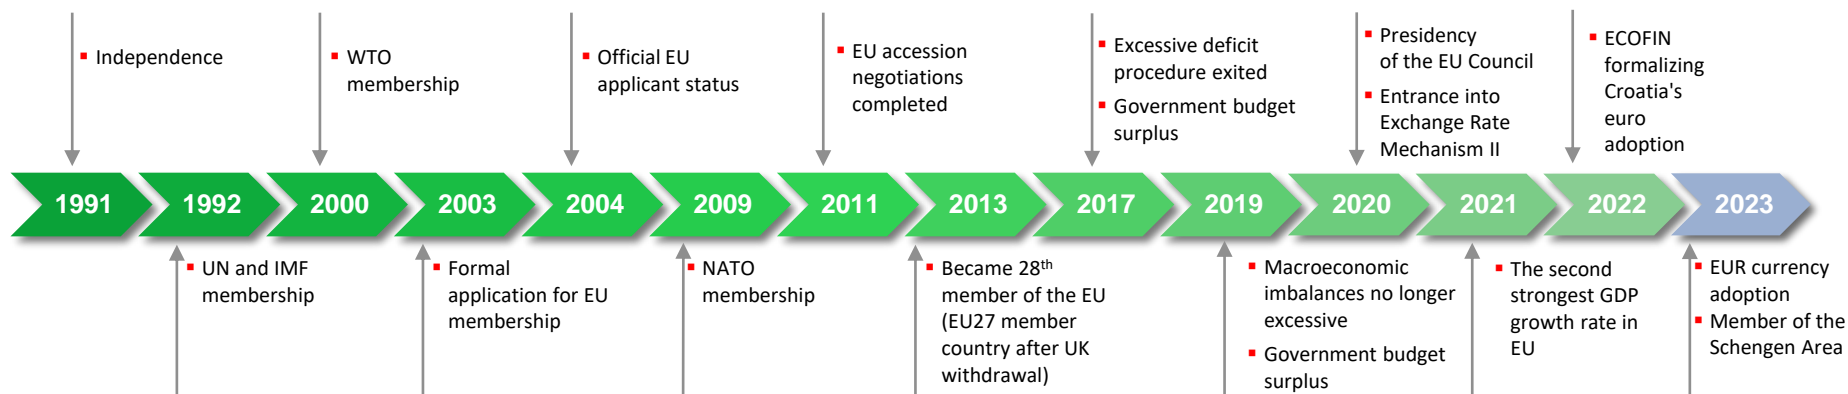 ▪ Independence
▪ WTO
membership
▪ Official EU
applicant status
▪ EU accession
negotiations
completed
▪ Excessive deficit
procedure exited
▪ Government budget
surplus
▪ Presidency
of the EU Council
▪ Entrance into
Exchange Rate
Mechanism II
▪ ECOFIN
formalizing
Croatia's
euro
adoption
1991
1992
2000
2003
2004
2009
2011
2013
2017
2019
2020
2021
2022
2023
▪ UN and IMF
membership
▪ Formal
application for EU
membership
▪ NATO
membership
▪ Became 28th
member of the EU
(EU27 member
country after UK
withdrawal)
▪ Macroeconomic
imbalances no longer
excessive
▪ Government budget
surplus
▪ The second
strongest GDP
growth rate in
EU
▪ EUR currency
adoption
▪ Member of the
Schengen Area